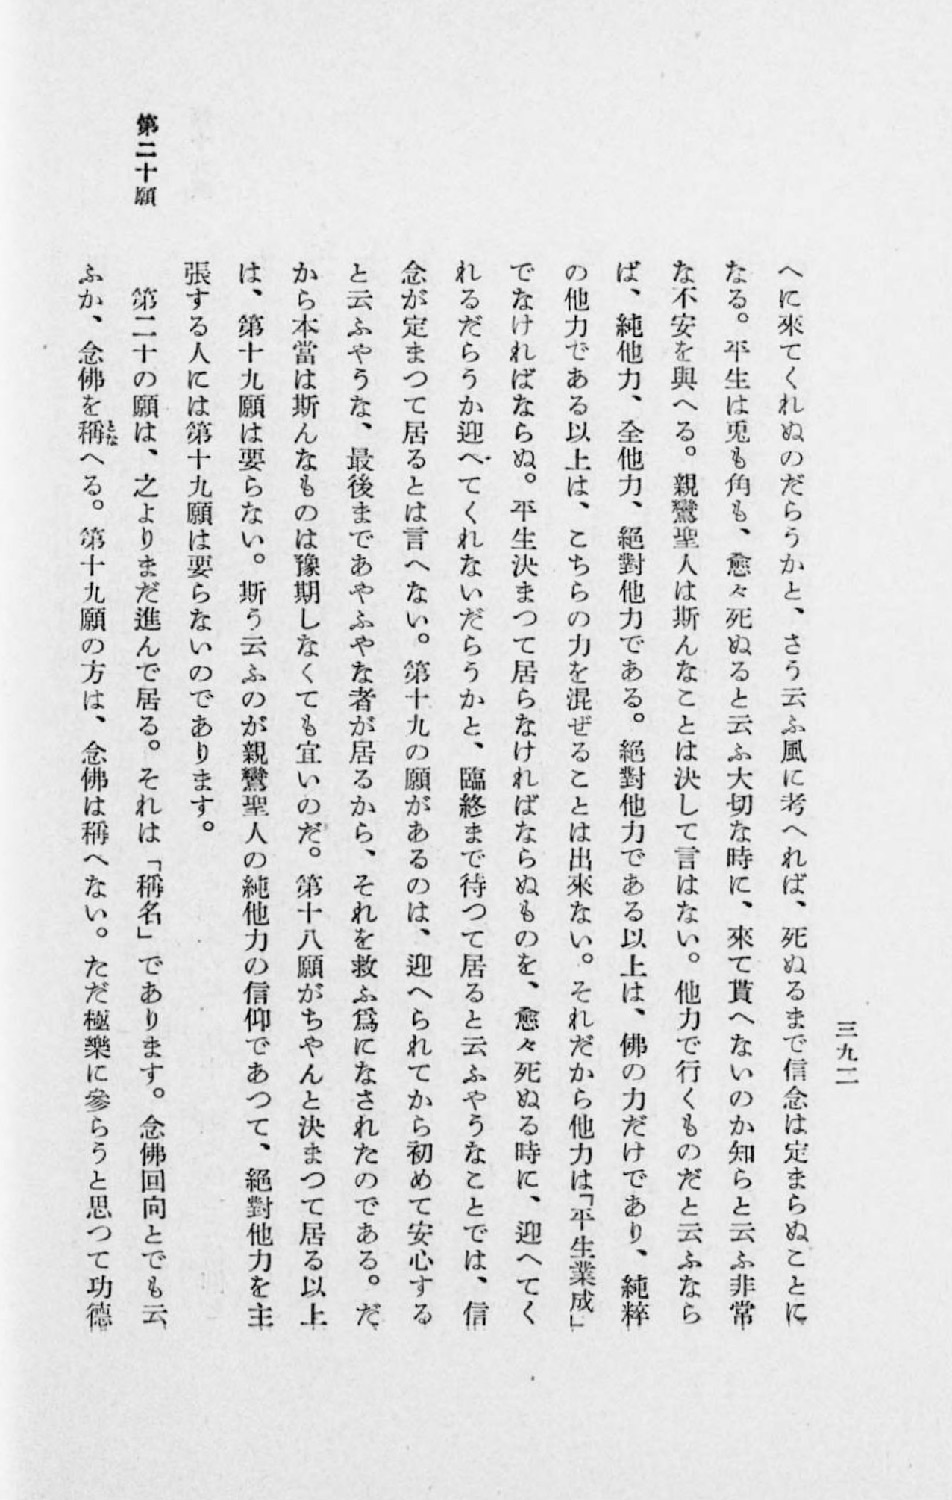 三九二
へに來てくれぬのだらうかと、さう云ふ風に考へれば、死ぬるまで信念は定まらぬことに
なる。平生は兎も角も、愈々死ぬると云ふ大切な時に、來て貰へないのか知らと云ふ非常
な不安を與へる。親鸞聖人は斯んなことは決して言はない。他力で行くものだと云ふなら
ば、純他力、全他力、絕對他力である。絕對他力である以上は、佛の力だけであり、純粹
の他力である以上は、こちらの力を混ぜることは出來ない。それだから他力は「平生業成」
でなければならぬ。平生決まつて居らなければならぬものを、愈々死ぬる時に、迎へてく
れるだらうか迎へてくれないだらうかと、臨終まで待つて居ると云ふやうなことでは、信
念が定まつて居るとは言へない。第十九の願があるのは、迎へられてから初めて安心する
と云ふやうな、最後まであやふやな者が居るから、それを救ふ爲になされたのである。だ
から本當は斯んなものは豫期しなくても宜いのだ。第十八願がちやんと決まつて居る以上
は、第十九願は要らない。斯う云ふのが親鸞聖人の純他力の信仰であつて、絕對他力を主
張する人には第十九願は要らないのであります。
第二十願
第二十の願は、之よりまだ進んで居る。それは「稱名」であります。念佛回向とでも云
ふか、念佛を稱へる。第十九願の方は、念佛は稱へない。ただ極樂に參らうと思つて功德